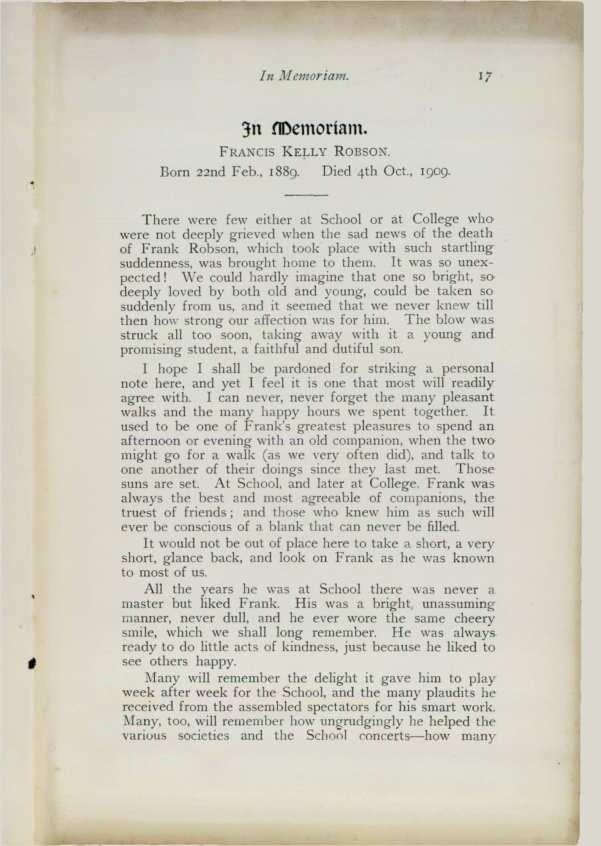 In Memoriam. 17
In Memoriam.
FRANCIS KELLY ROBSON.
Born 22nd Feb., 1889. Died 4th Oct., 1909.
There were few either at School or at College who
were not deeply grieved when the sad news of the death
of Frank Robson, which took place with such startling
suddenness, was brought home to them. It was so unex-
pected! We could hardly imagine that one so bright, so
deeply loved by both old and young, could be taken so
suddenly from us, and it seemed that we never knew till
then how strong our affection was for him. The blow was
struck all too soon, taking away with it a young and
promising student, a faithful and dutiful son.
I hope I shall be pardoned for striking a personal
note here, and yet I feel it is one that most will readily
agree with. I can never, never forget the many pleasant
walks and the many happy hours we spent together. It
used to be one of Frank's greatest pleasures to spend an
afternoon or evening with an old companion, when the two
might go for a walk (as we very often did), and talk to
one another of their doings since they last met. Those
suns are set. At School, and later at College, Frank was
always the best and most agreeable of companions, the
truest of friends; and those who knew him as such will
ever be conscious of a blank that can never be filled.
It would not be out of place here to take a short, a very
short, glance back, and look on Frank as he was known
to most of us.
All the years he was at School there was never a
master but liked Frank. His was a bright, unassuming
manner, never dull, and he ever wore the same cheery
smile, which we shall long remember. He was always
ready to do little acts of kindness, just because he liked to
see others happy.
Many will remember the delight it gave him to play
week after week for the School, and the many plaudits he
received from the assembled spectators for his smart work.
Many, too, will remember how ungrudgingly he helped the
various societies and the School concerts—how many